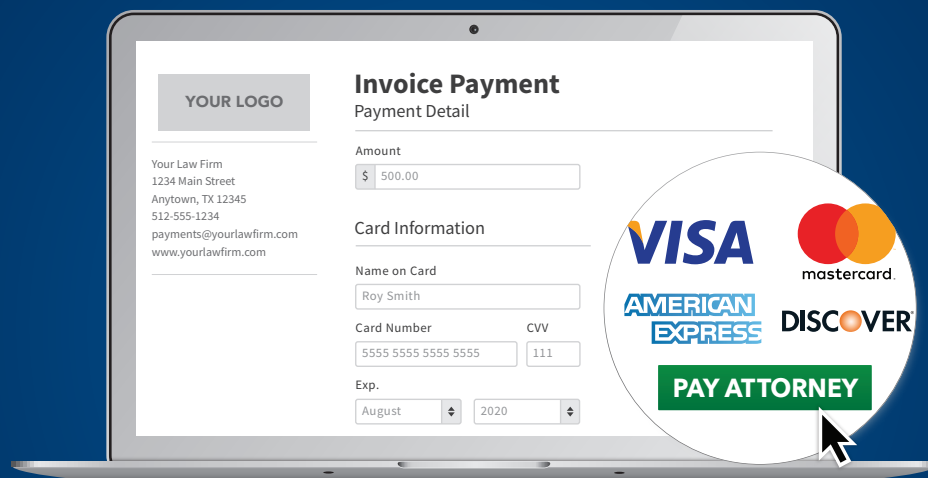 YOUR LOGO
Your Law Firm
1234 Main Street
Anytown, TX 12345
512-555-1234
payments@yourlawfirm.com
www.yourlawfirm.com
Invoice Payment
Payment Detail
Amount
$ 500.00
Card Information
Name on Card
Roy Smith
Card Number CVV
5555 5555 5555 5555 111
Exp.
August 2020
VISA
mastercard.
AMERICAN
EXPRESS
DISCOVER
PAY ATTORNEY